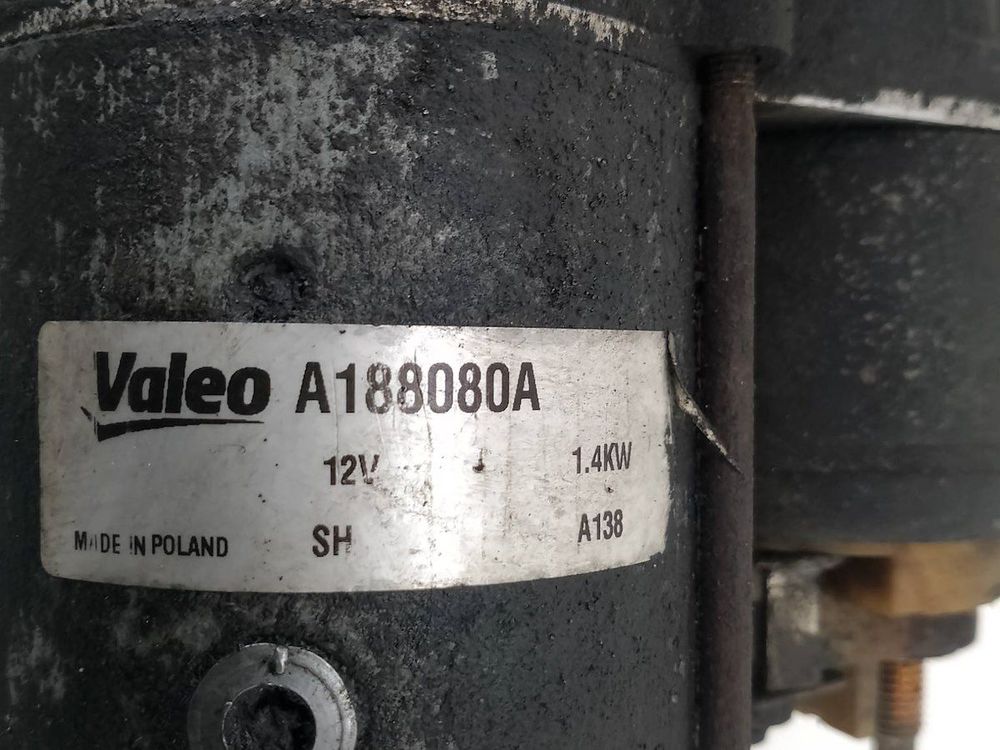 Valeo A188080A
12V 1.4KW
MADE IN POLAND SH A138